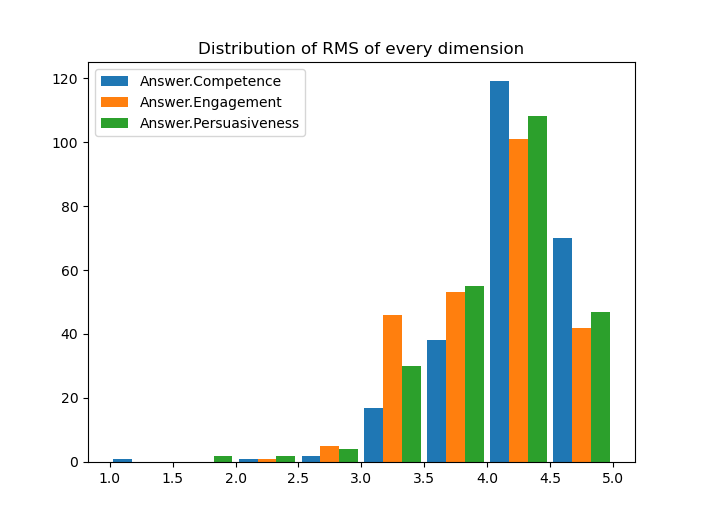 Distribution of RMS of every dimension
Answer.Competence
Answer.Engagement
Answer.Persuasiveness
120
100
80
60
40
20
0
1.0 1.5 2.0 2.5 3.0 3.5 4.0 4.5 5.0